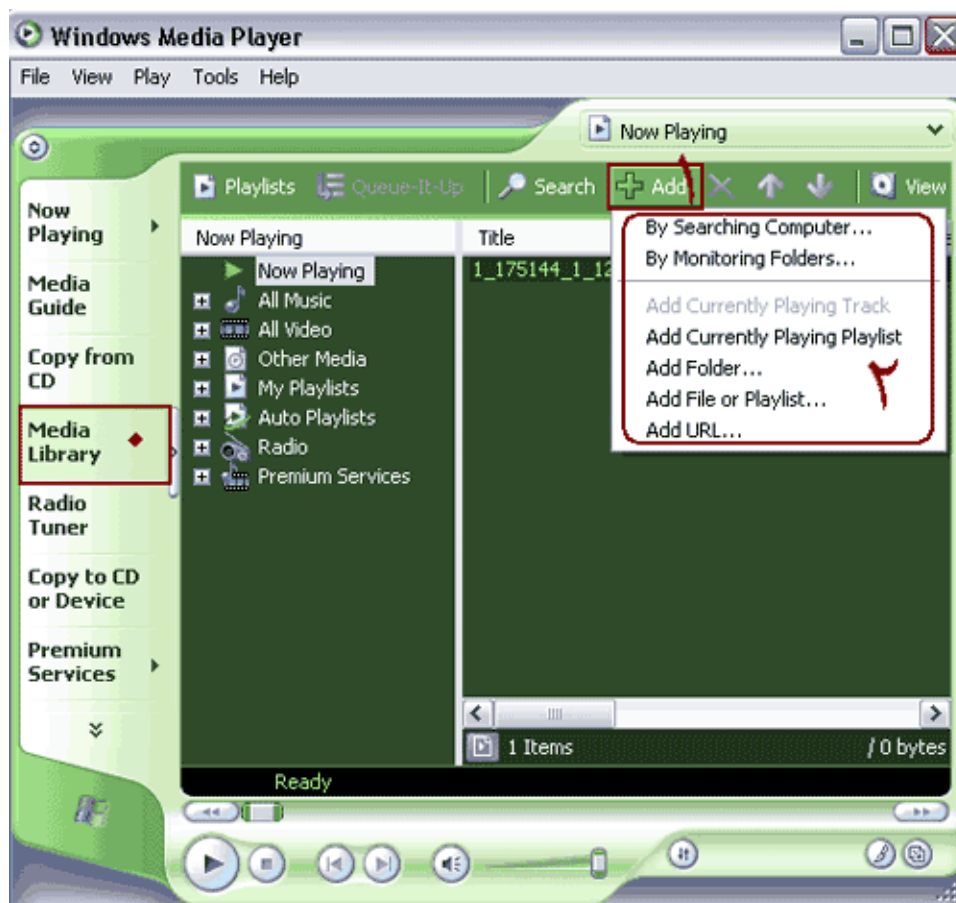 Windows Media Player
File View Play Tools Help
Now Playing
Playlists Queue-It-Up Search Add View
Now
Playing
Media
Guide
Copy from
CD
Media
Library
Radio
Tuner
Copy to CD
or Device
Premium
Services
Now Playing
Now Playing
All Music
All Video
Other Media
My Playlists
Auto Playlists
Radio
Premium Services
Title
1_175144_1_12
١
By Searching Computer...
By Monitoring Folders...
Add Currently Playing Track
Add Currently Playing Playlist
Add Folder...
Add File or Playlist...
Add URL...
٢
1 Items / 0 bytes
Ready